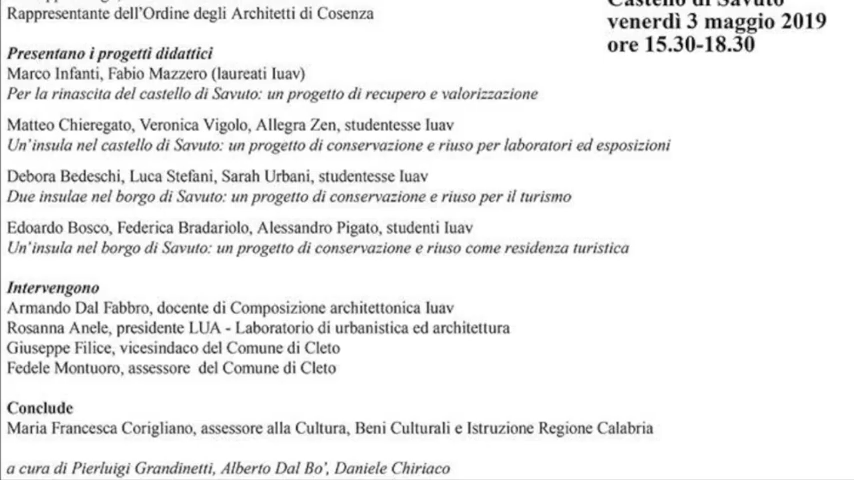 Rappresentante dell'Ordine degli Architetti di Cosenza
Castello di Savuto
venerdì 3 maggio 2019
ore 15.30-18.30
Presentano i progetti didattici
Marco Infanti, Fabio Mazzero (laureati Iuav)
Per la rinascita del castello di Savuto: un progetto di recupero e valorizzazione
Matteo Chieregato, Veronica Vigolo, Allegra Zen, studentesse Iuav
Un'insula nel castello di Savuto: un progetto di conservazione e riuso per laboratori ed esposizioni
Debora Bedeschi, Luca Stefani, Sarah Urbani, studentesse Iuav
Due insulae nel borgo di Savuto: un progetto di conservazione e riuso per il turismo
Edoardo Bosco, Federica Bradariolo, Alessandro Pigato, studenti Iuav
Un'insula nel borgo di Savuto: un progetto di conservazione e riuso come residenza turistica
Intervengono
Armando Dal Fabbro, docente di Composizione architettonica Iuav
Rosanna Anele, presidente LUA - Laboratorio di urbanistica ed architettura
Giuseppe Filice, vicesindaco del Comune di Cleto
Fedele Montuoro, assessore  del Comune di Cleto
Conclude
Maria Francesca Corigliano, assessore alla Cultura, Beni Culturali e Istruzione Regione Calabria
a cura di Pierluigi Grandinetti, Alberto Dal Bo', Daniele Chiriaco